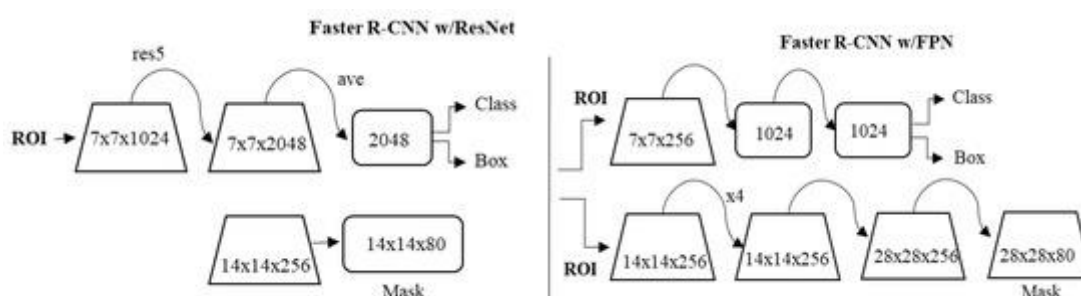 Faster R-CNN w/ResNet
res5
ave
ROI
7x7x1024
7x7x2048
2048
Class
Box
14x14x256
14x14x80
Mask
Faster R-CNN w/FPN
ROI
7x7x256
1024
1024
Class
Box
x4
ROI
14x14x256
14x14x256
28x28x256
28x28x80
Mask